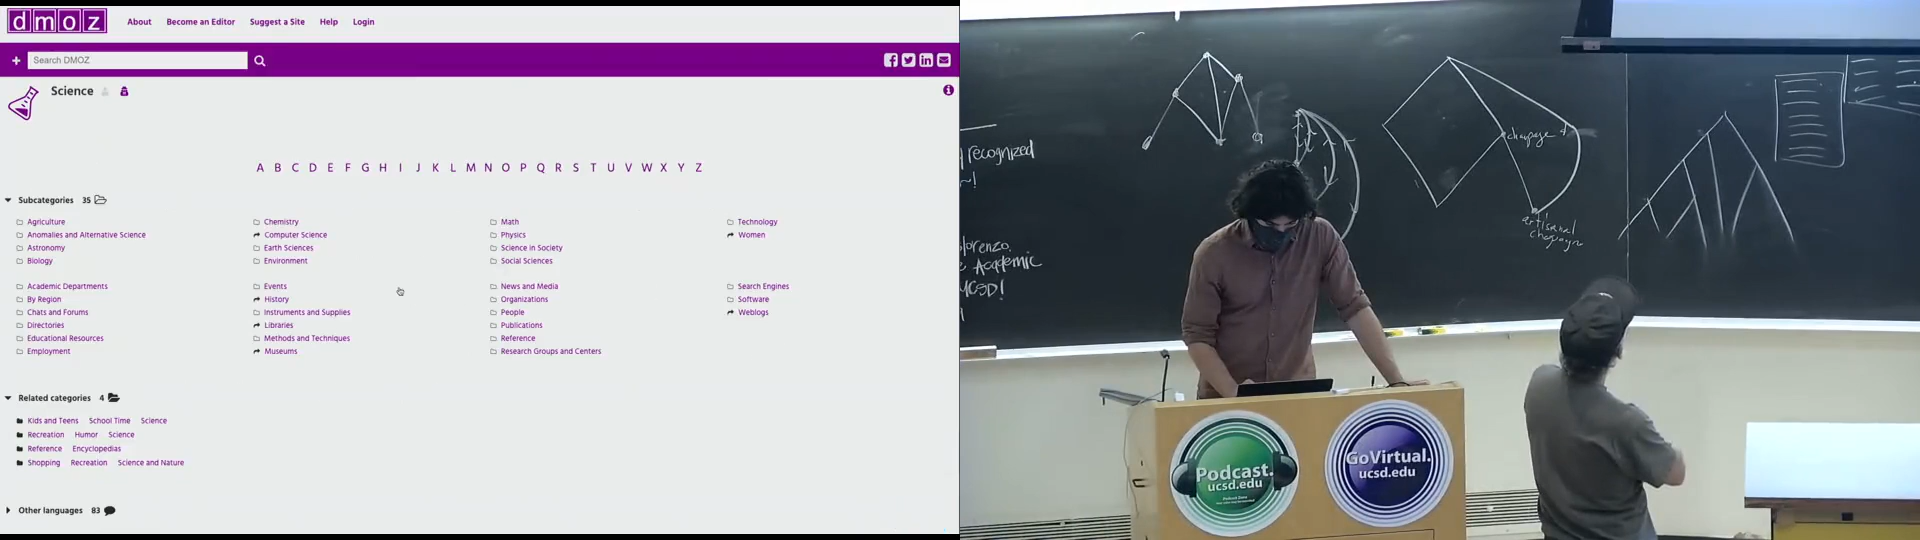 dmoz
About Become an Editor Suggest a Site Help Login
+ Search DMOZ
Science
A B C D E F G H I J K L M N O P Q R S T U V W X Y Z
Subcategories 35
Agriculture Chemistry Math Technology
Anomalies and Alternative Science Computer Science Physics Women
Astronomy Earth Sciences Science in Society
Biology Environment Social Sciences
Academic Departments Events News and Media Search Engines
By Region History Organizations Software
Chats and Forums Instruments and Supplies People Weblogs
Directories Libraries Publications
Educational Resources Methods and Techniques Reference
Employment Museums Research Groups and Centers
Related categories 4
Kids and Teens School Time Science
Recreation Humor Science
Reference Encyclopedias
Shopping Recreation Science and Nature
Other languages 83
recognized
lorenzo.
Academic
UCSD!
artisanal
Podcast.
ucsd.edu
GoVirtual.
ucsd.edu